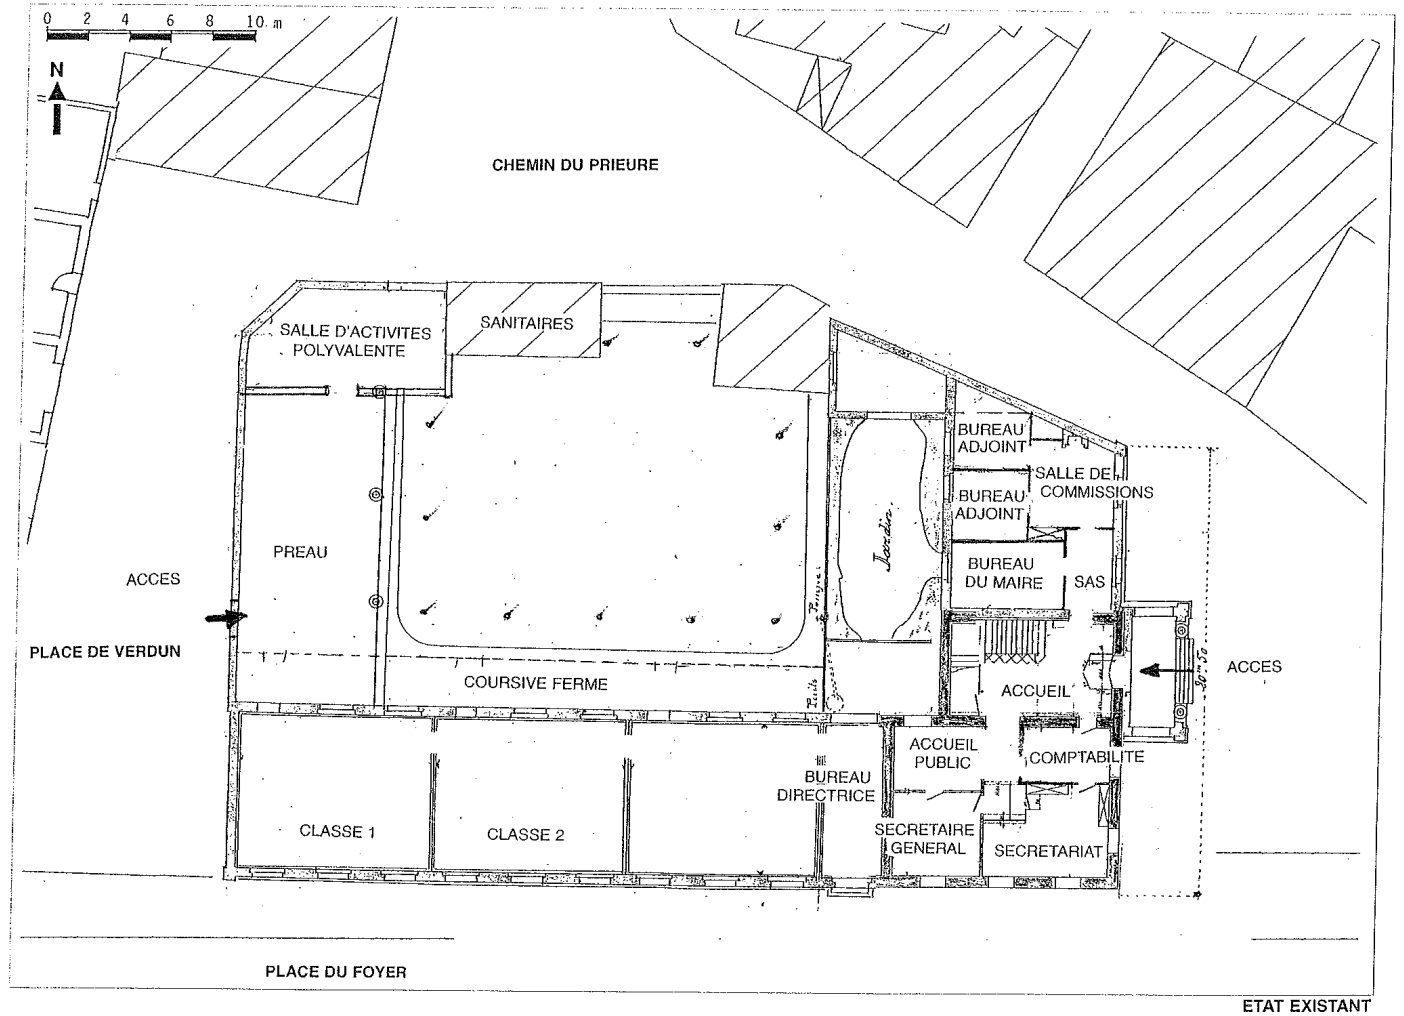 0 2 4 6 8 10 m
N
CHEMIN DU PRIEURE
SALLE D'ACTIVITES
POLYVALENTE
SANITAIRES
BUREAU
ADJOINT
SALLE DE
COMMISSIONS
BUREAU
ADJOINT
Jardin.
PREAU
BUREAU
DU MAIRE
SAS
ACCES
PLACE DE VERDUN
COURSIVE FERME
Puits
ACCUEIL
ACCES
20m50
ACCUEIL
PUBLIC
COMPTABILITE
BUREAU
DIRECTRICE
CLASSE 1
CLASSE 2
SECRETAIRE
GENERAL
SECRETARIAT
PLACE DU FOYER
ETAT EXISTANT